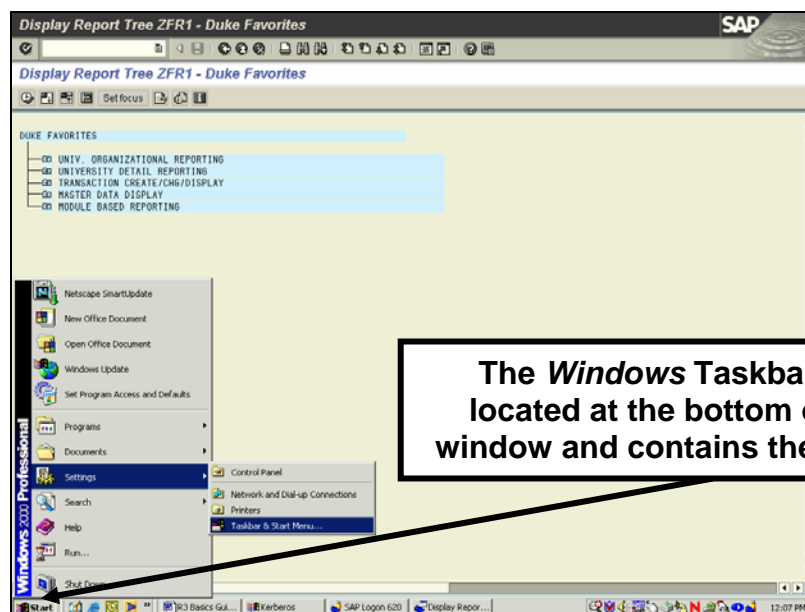 Display Report Tree ZFR1 - Duke Favorites
SAP
Display Report Tree ZFR1 - Duke Favorites
Set focus
DUKE FAVORITES
UNIV. ORGANIZATIONAL REPORTING
UNIVERSITY DETAIL REPORTING
TRANSACTION CREATE/CHG/DISPLAY
MASTER DATA DISPLAY
MODULE BASED REPORTING
Netscape SmartUpdate
New Office Document
Open Office Document
Windows Update
Set Program Access and Defaults
Programs
Documents
Settings
Search
Help
Run...
Shut Down
Windows 2000 Professional
Control Panel
Network and Dial-up Connections
Printers
Taskbar & Start Menu...
The Windows Taskba
located at the bottom
window and contains the
Start
R3 Basics Gui...
Kerberos
SAP Logon 620
Display Repor...
12:07 PM